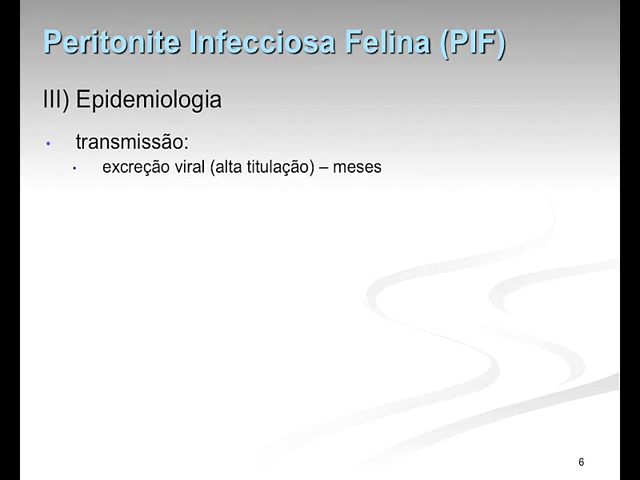 Peritonite Infecciosa Felina (PIF)
III) Epidemiologia
• transmissão:
• excreção viral (alta titulação) – meses
6